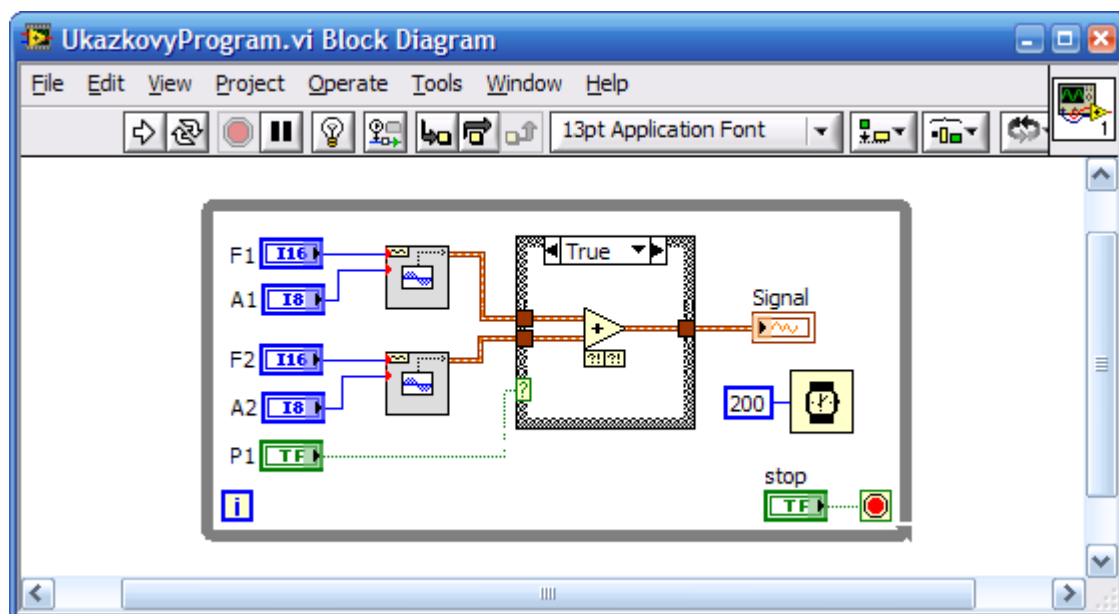 UkazkovyProgram.vi Block Diagram
File Edit View Project Operate Tools Window Help
13pt Application Font
1
F1 I16
True
A1 I8
Signal
F2 I16
?! ?!
A2 I8
?
200
P1 TF
stop
i
TF